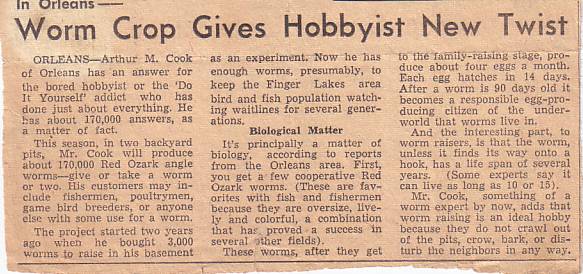 In Orleans—
Worm Crop Gives Hobbyist New Twist
ORLEANS—Arthur M. Cook
of Orleans has an answer for
the bored hobbyist or the 'Do
It Yourself' addict who has
done just about everything. He
has about 170,000 answers, as
a matter of fact.
This season, in two backyard
pits, Mr. Cook will produce
about 170,000 Red Ozark angle
worms—give or take a worm
or two. His customers may in-
clude fishermen, poultrymen,
game bird breeders, or anyone
else with some use for a worm.
The project started two years
ago when he bought 3,000
worms to raise in his basement
as an experiment. Now he has
enough worms, presumably, to
keep the Finger Lakes area
bird and fish population watch-
ing waitlines for several gener-
ations.
Biological Matter
It's principally a matter of
biology, according to reports
from the Orleans area. First,
you get a few cooperative Red
Ozark worms. (These are fav-
orites with fish and fishermen
because they are oversize, live-
ly and colorful, a combination
that has proved a success in
several other fields).
These worms, after they get
to the family-raising stage, pro-
duce about four eggs a month.
Each egg hatches in 14 days.
After a worm is 90 days old it
becomes a responsible egg-pro-
ducing citizen of the under-
world that worms live in.
And the interesting part, to
worm raisers, is that the worm,
unless it finds its way onto a
hook, has a life span of several
years. (Some experts say it
can live as long as 10 or 15).
Mr. Cook, something of a
worm expert by now, adds that
worm raising is an ideal hobby
because they do not crawl out
of the pits, crow, bark, or dis-
turb the neighbors in any way.